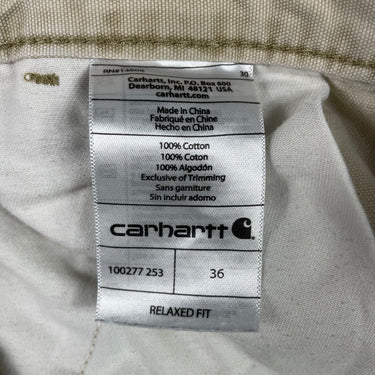 RN#14806 30
Carhartt, Inc. P.O. Box 600
Dearborn, MI 48121 USA
carhartt.com
Made in China
Fabriqué en Chine
Hecho en China
100% Cotton
100% Coton
100% Algodón
Exclusive of Trimming
Sans garniture
Sin incluir adorno
carhartt
100277 253 36
RELAXED FIT